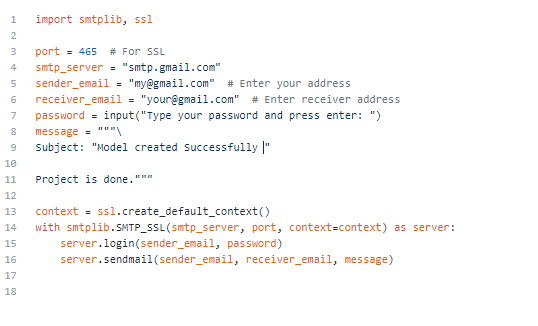 1 import smtplib, ssl
2
3 port = 465  # For SSL
4 smtp_server = "smtp.gmail.com"
5 sender_email = "my@gmail.com"  # Enter your address
6 receiver_email = "your@gmail.com"  # Enter receiver address
7 password = input("Type your password and press enter: ")
8 message = """\
9 Subject: "Model created Successfully "
10
11 Project is done."""
12
13 context = ssl.create_default_context()
14 with smtplib.SMTP_SSL(smtp_server, port, context=context) as server:
15     server.login(sender_email, password)
16     server.sendmail(sender_email, receiver_email, message)
17
18